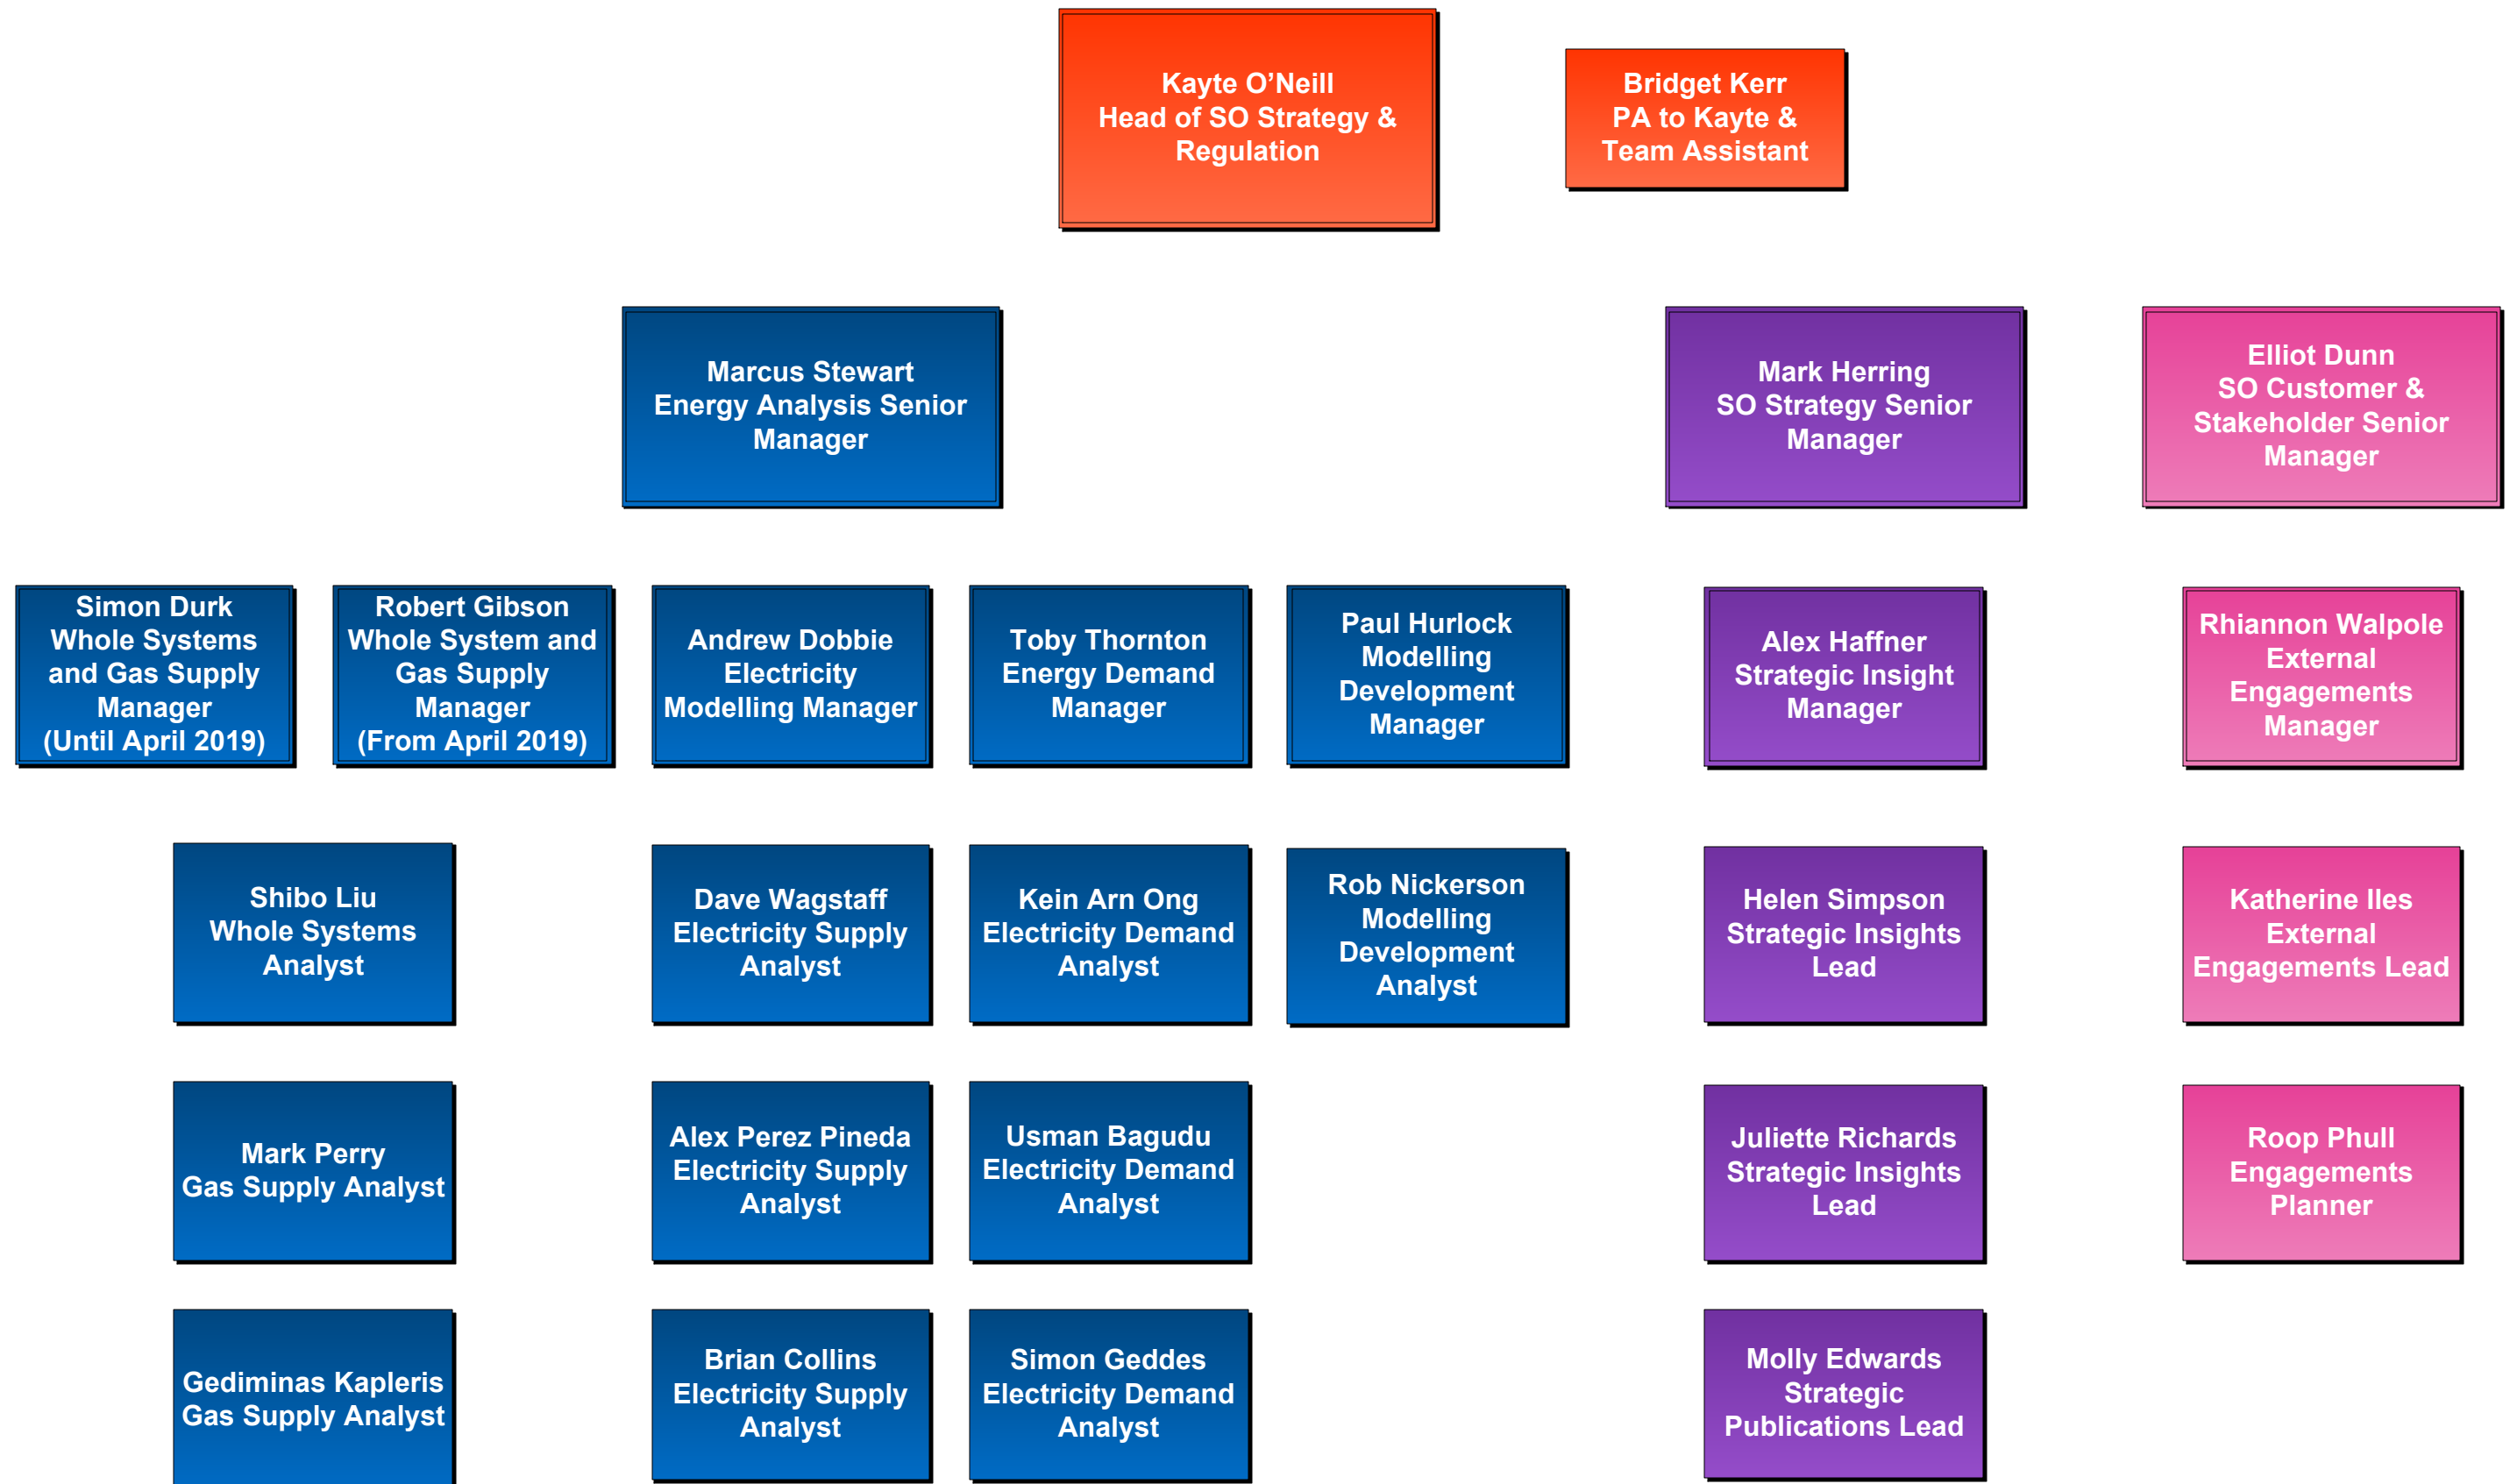 Kayte O’Neill
Head of SO Strategy &
Regulation
Bridget Kerr
PA to Kayte &
Team Assistant
Marcus Stewart
Energy Analysis Senior
Manager
Mark Herring
SO Strategy Senior
Manager
Elliot Dunn
SO Customer &
Stakeholder Senior
Manager
Simon Durk
Whole Systems
and Gas Supply
Manager
(Until April 2019)
Robert Gibson
Whole System and
Gas Supply
Manager
(From April 2019)
Andrew Dobbie
Electricity
Modelling Manager
Toby Thornton
Energy Demand
Manager
Paul Hurlock
Modelling
Development
Manager
Alex Haffner
Strategic Insight
Manager
Rhiannon Walpole
External
Engagements
Manager
Shibo Liu
Whole Systems
Analyst
Dave Wagstaff
Electricity Supply
Analyst
Kein Arn Ong
Electricity Demand
Analyst
Rob Nickerson
Modelling
Development
Analyst
Helen Simpson
Strategic Insights
Lead
Katherine Iles
External
Engagements Lead
Mark Perry
Gas Supply Analyst
Alex Perez Pineda
Electricity Supply
Analyst
Usman Bagudu
Electricity Demand
Analyst
Juliette Richards
Strategic Insights
Lead
Roop Phull
Engagements
Planner
Gediminas Kapleris
Gas Supply Analyst
Brian Collins
Electricity Supply
Analyst
Simon Geddes
Electricity Demand
Analyst
Molly Edwards
Strategic
Publications Lead